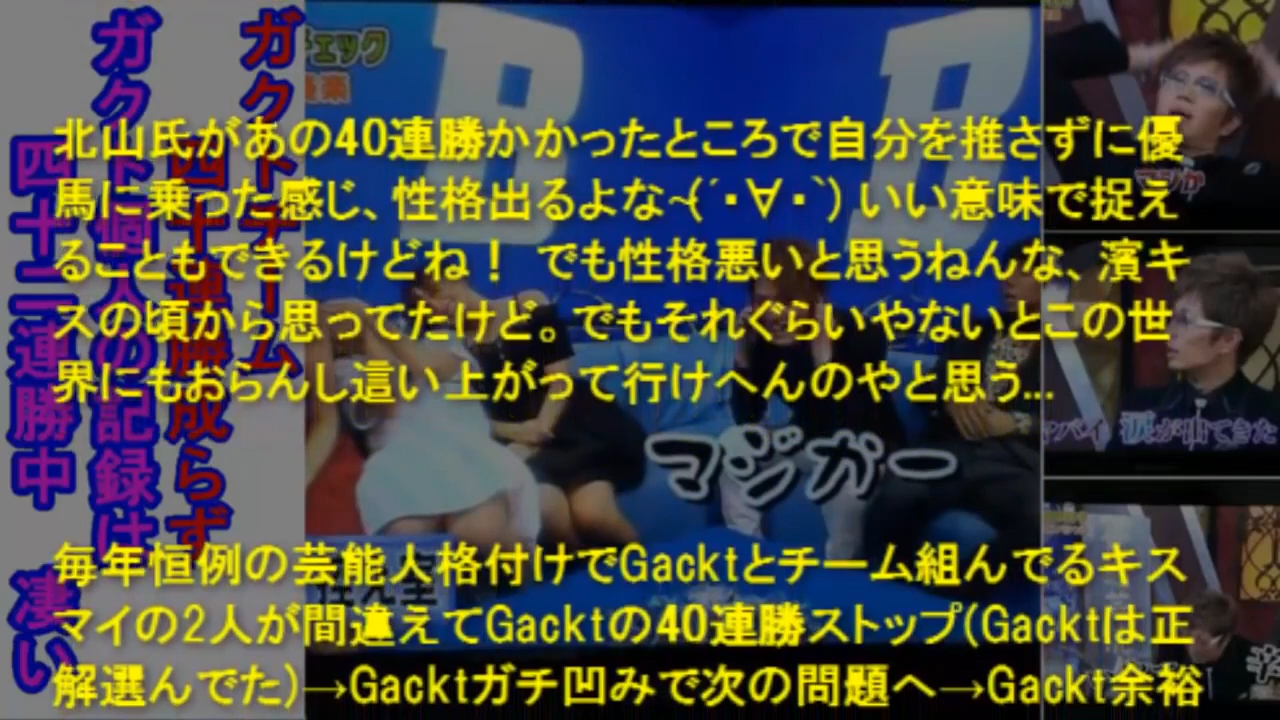 北山氏があの40連勝かかったところで自分を推さずに優
馬に乗った感じ、性格出るよな~(´・∀・`) いい意味で捉え
ることもできるけどね！ でも性格悪いと思うねんな、濱キ
スの頃から思ってたけど。でもそれぐらいやないとこの世
界にもおらんし這い上がって行けへんのやと思う...
毎年恒例の芸能人格付けでGacktとチーム組んでるキス
マイの2人が間違えてGacktの40連勝ストップ(Gacktは正
解選んでた)→Gacktガチ凹みで次の問題へ→Gackt余裕
ガクトチーム
四十連勝成らず
ガクト個人の記録は
四十二連勝中 凄い
チェック
B B
マジかー
マジか
ヤバイ 涙が出てきた